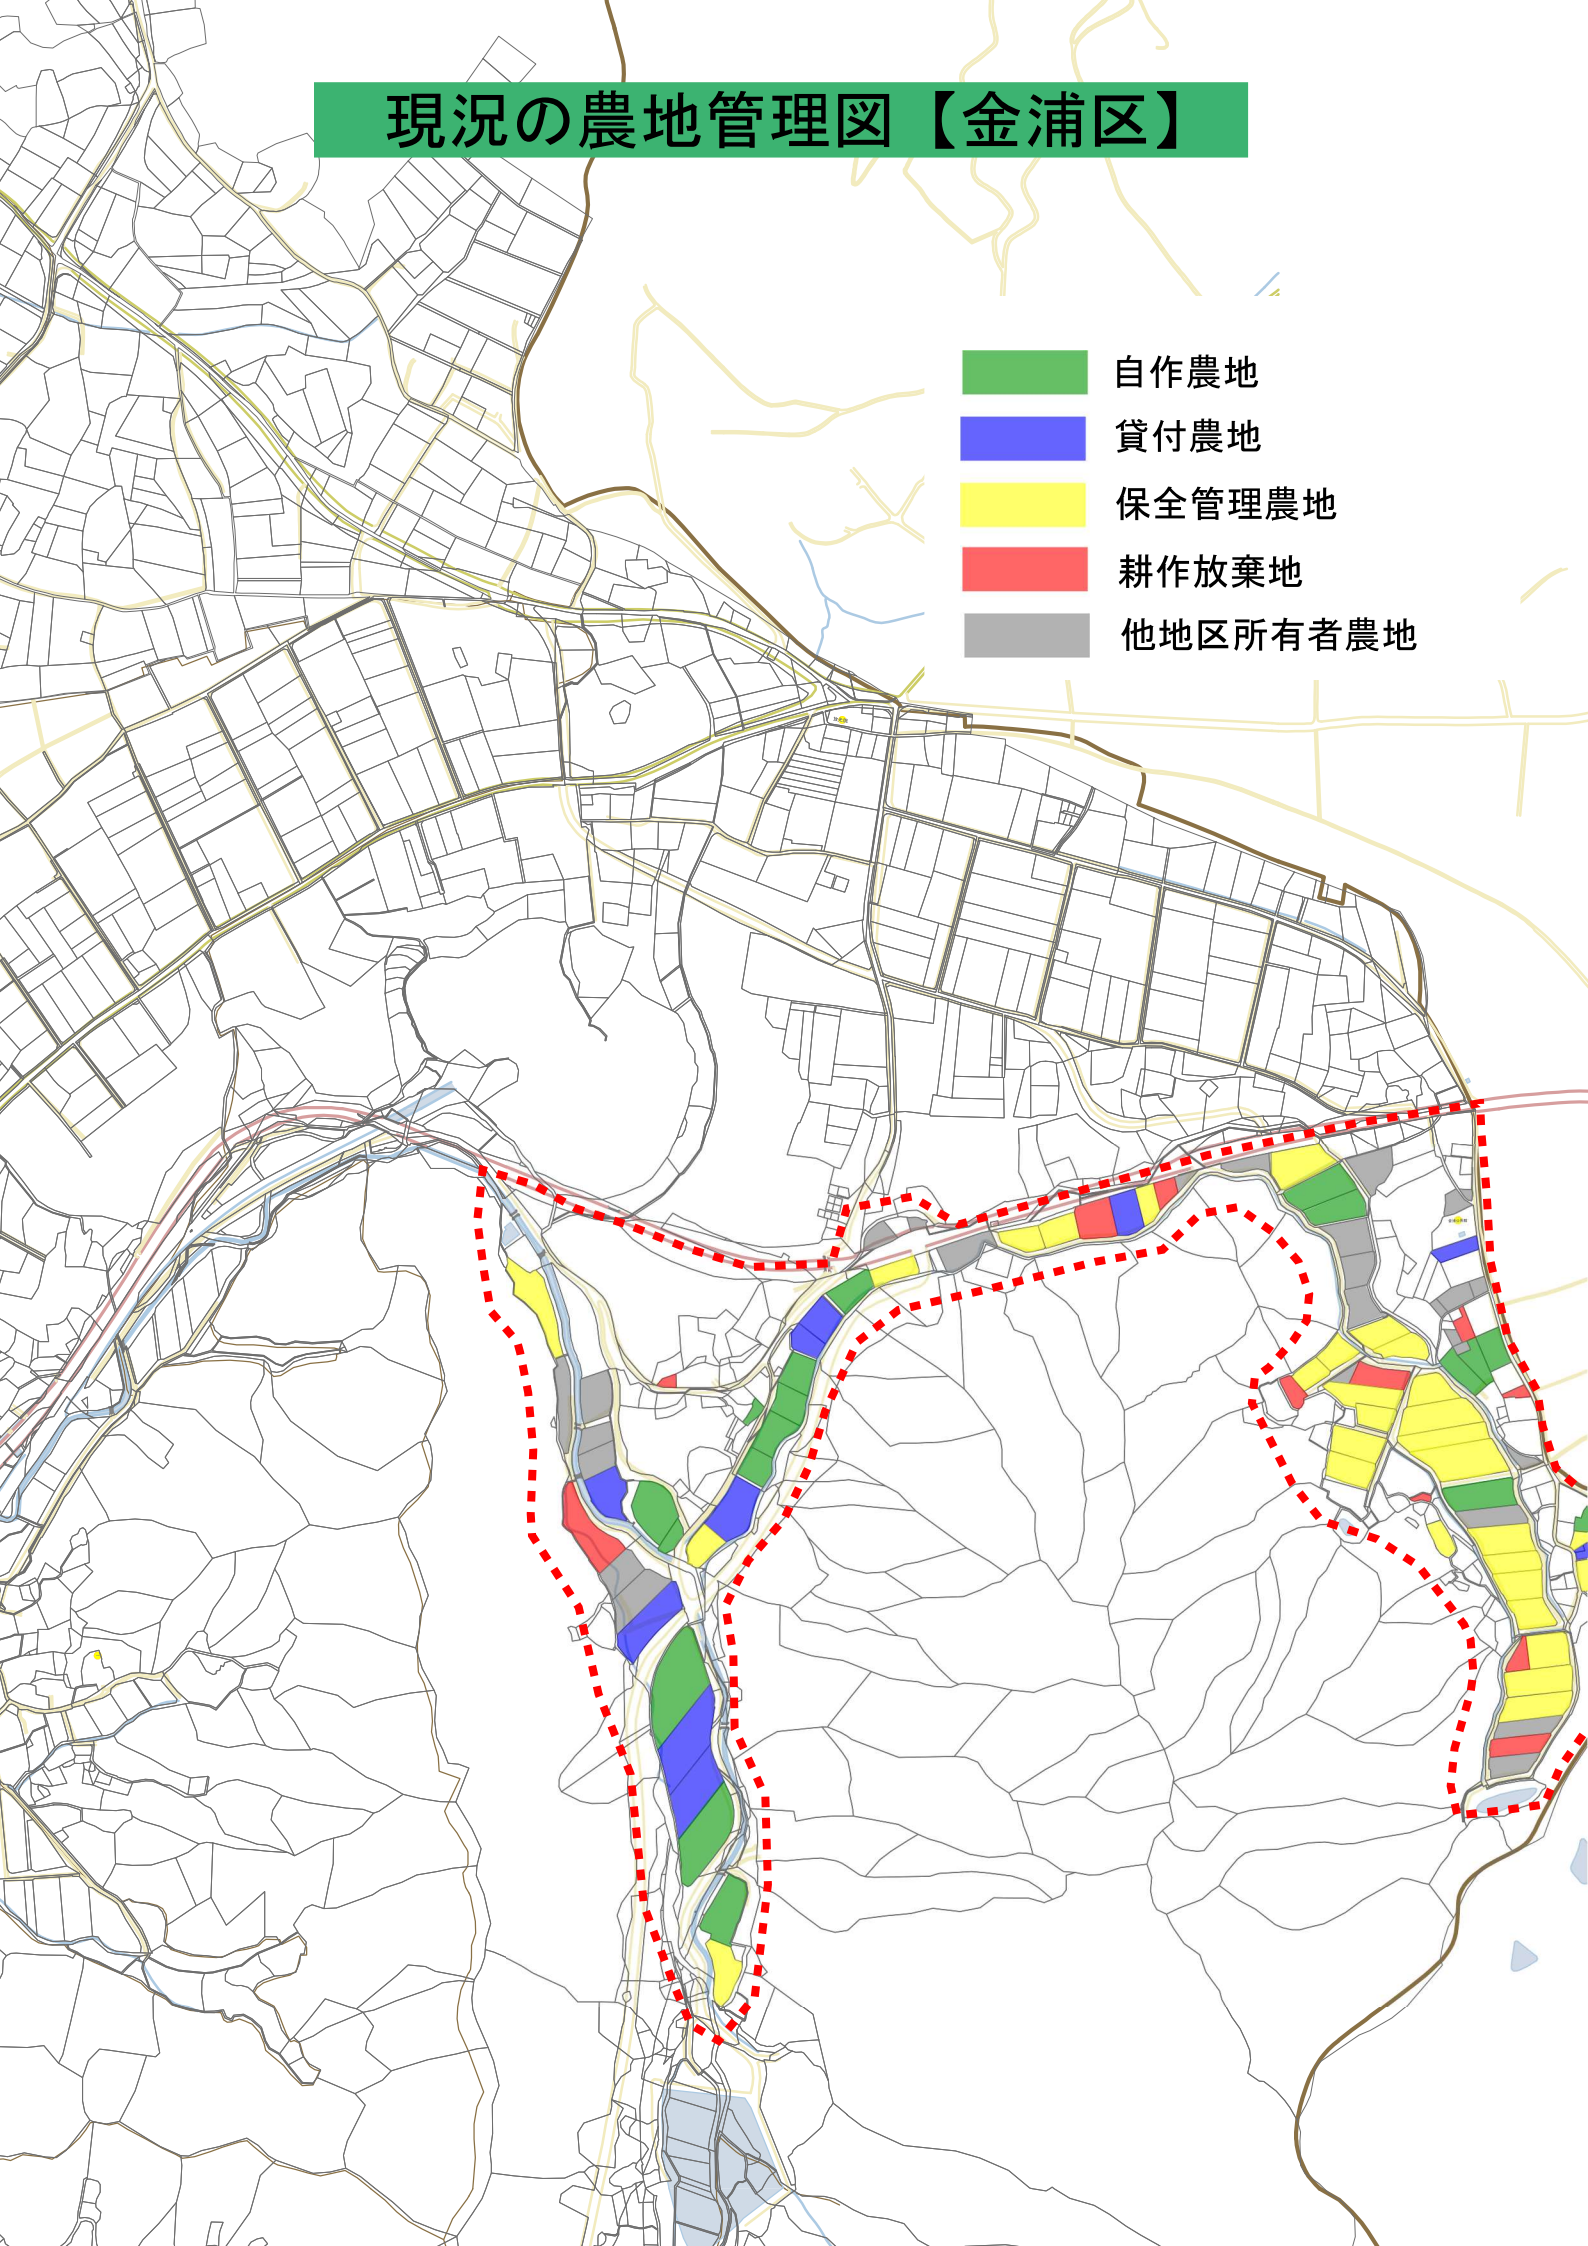 現況の農地管理図【金浦区】
自作農地
貸付農地
保全管理農地
耕作放棄地
他地区所有者農地